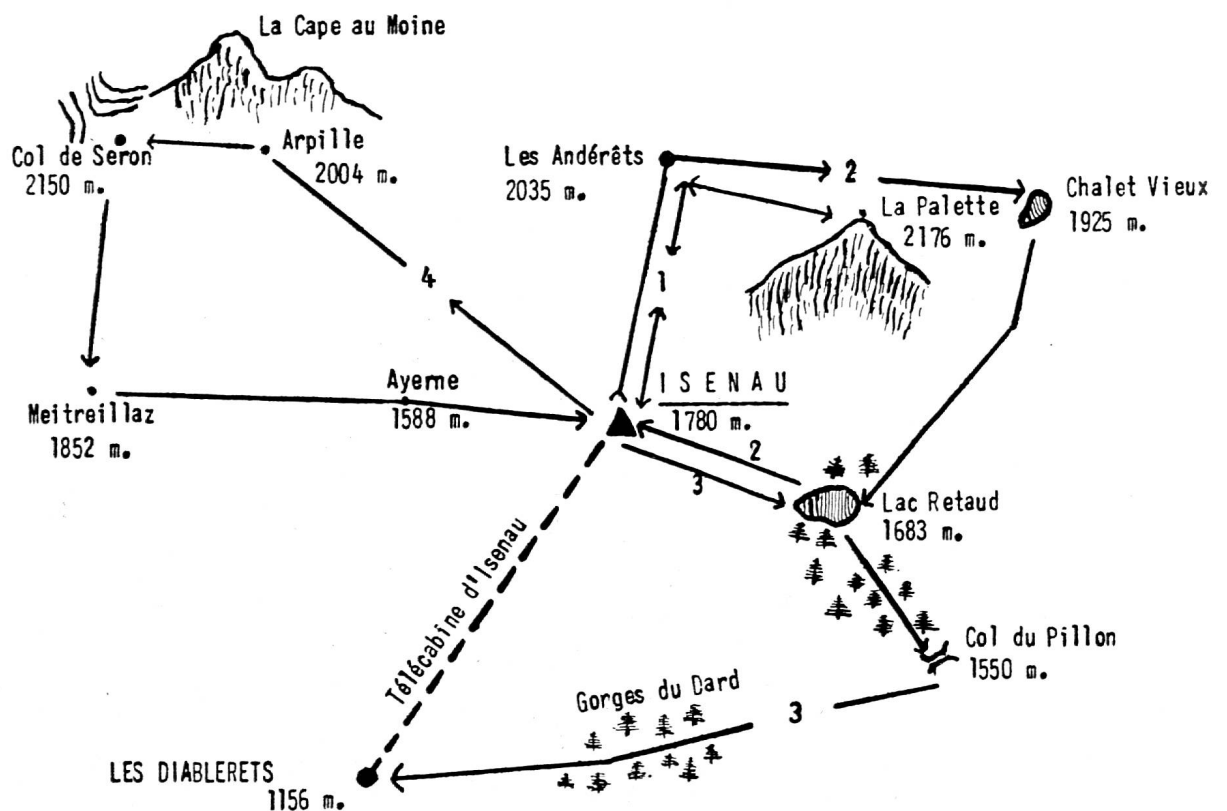 La Cape au Moine
Arpille
2004 m.
Col de Seron
2150 m.
Les Andérêts
2035 m.
2
La Palette
2176 m.
Chalet Vieux
1925 m.
1
4
Ayerne
1588 m.
Meitreillaz
1852 m.
ISENAU
1780 m.
2
3
Lac Retaud
1683 m.
Télécabine d'Isenau
Col du Pillon
1550 m.
Gorges du Dard
3
LES DIABLERETS
1156 m.